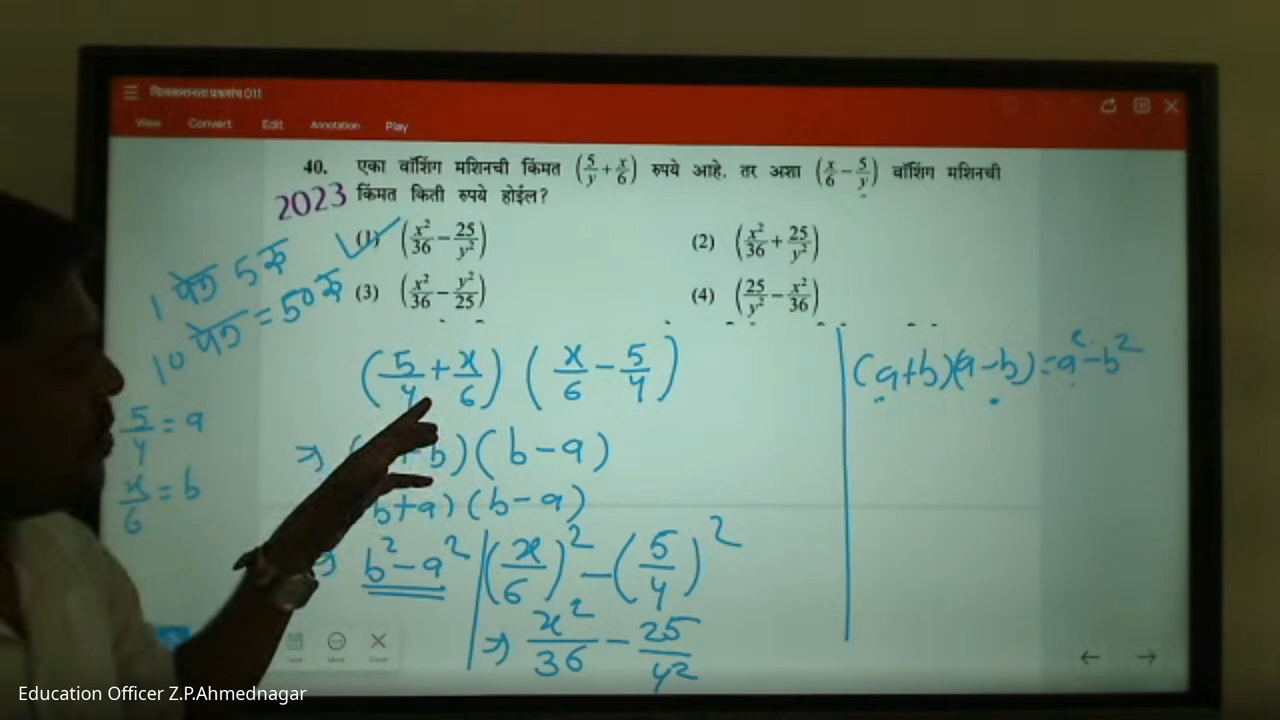 View Convert Edit Annotation Play
40. एका वॉशिंग मशिनची किंमत (5/y + x/6) रुपये आहे. तर अशा (x/6 − 5/y) वॉशिंग मशिनची
2023 किंमत किती रुपये होईल?
(1) (x²/36 − 25/y²) (2) (x²/36 + 25/y²)
(3) (x²/36 − y²/25) (4) (25/y² − x²/36)
1 पेन 5 रु
10 पेन = 50 रु
(5/y + x/6) (x/6 − 5/y)
(a+b)(a−b) = a² − b²
5/y = a
x/6 = b
⇒ b)(b−a)
b+a)(b−a)
⇒ b² − a² (x/6)² − (5/y)²
⇒ x²/36 − 25/y²
Education Officer Z.P.Ahmednagar